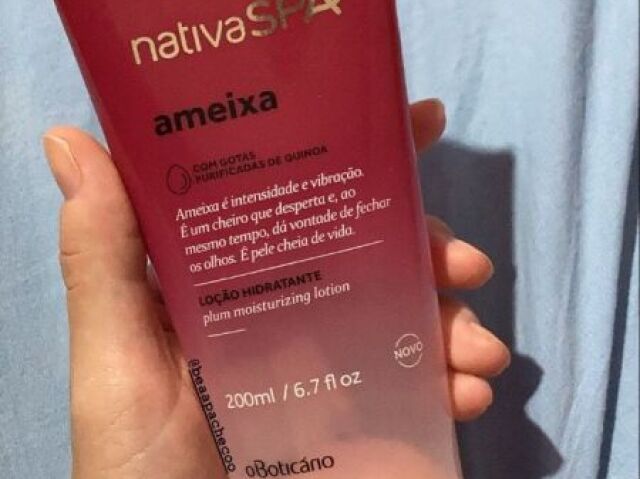 nativaSPA
ameixa
COM GOTAS
PURIFICADAS DE QUINOA
Ameixa é intensidade e vibração.
É um cheiro que desperta e, ao
mesmo tempo, dá vontade de fechar
os olhos. É pele cheia de vida.
LOÇÃO HIDRATANTE
plum moisturizing lotion
NOVO
200ml / 6.7 fl oz
@beaapachecoo
oBoticário